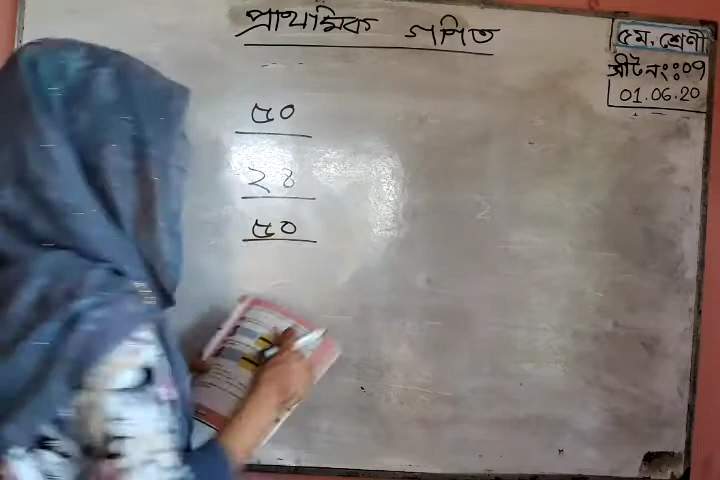 প্রাথমিক গণিত
৫ম. শ্রেণী
শীট নং:০৭
01.06.20
৫০
২৪
৫০